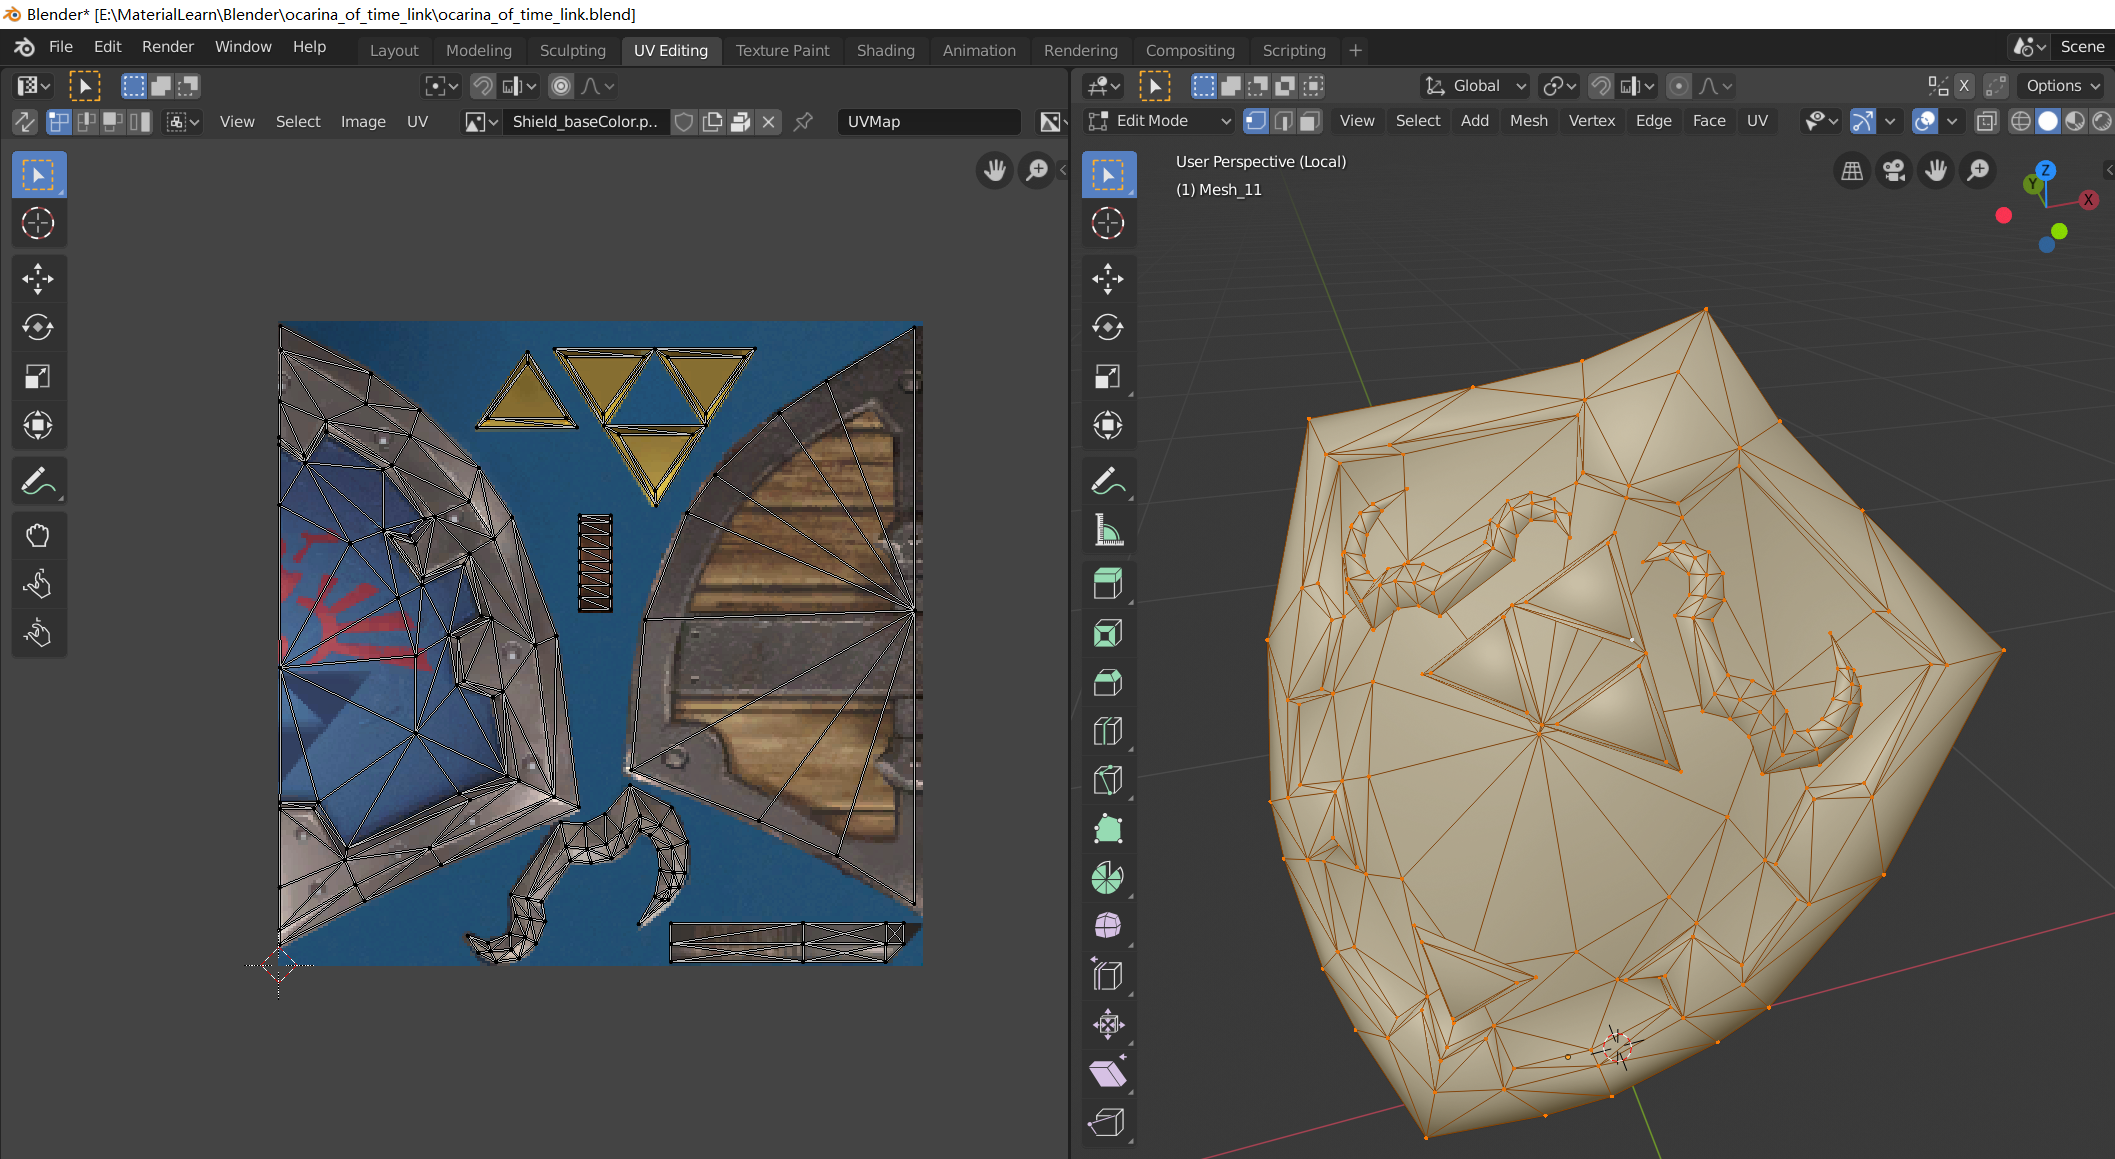 Blender* [E:\MaterialLearn\Blender\ocarina_of_time_link\ocarina_of_time_link.blend]
File Edit Render Window Help Layout Modeling Sculpting UV Editing Texture Paint Shading Animation Rendering Compositing Scripting + Scene
Global X Options
View Select Image UV Shield_baseColor.p.. UVMap Edit Mode View Select Add Mesh Vertex Edge Face UV
User Perspective (Local)
(1) Mesh_11
Z
Y
X